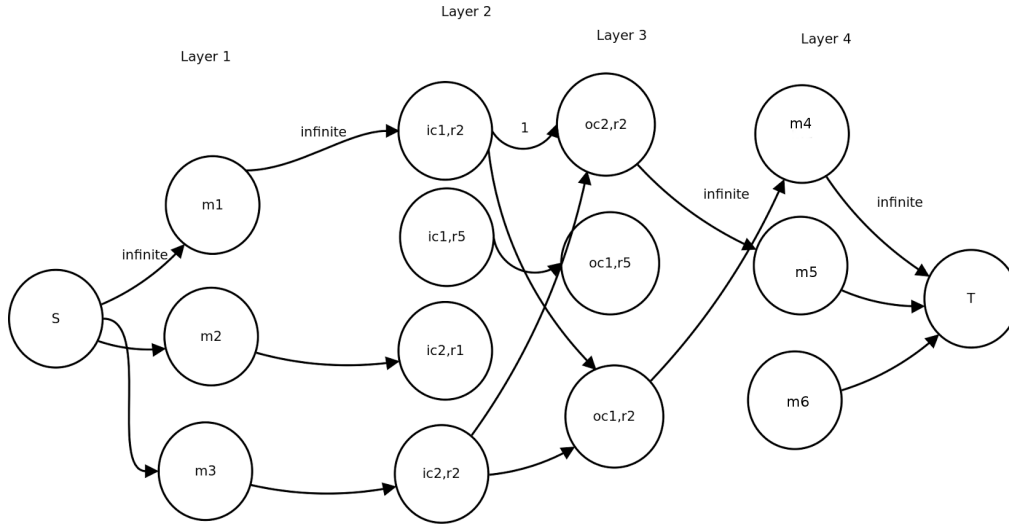 Layer 2
Layer 3
Layer 4
Layer 1
infinite
ic1,r2
1
oc2,r2
m4
m1
infinite
infinite
infinite
ic1,r5
oc1,r5
m5
S
T
m2
ic2,r1
m3
ic2,r2
oc1,r2
m6